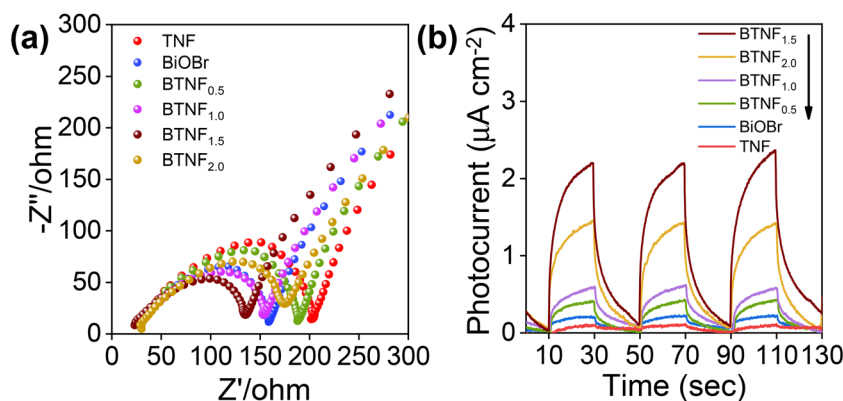 (a)
300
250
200
150
100
50
0
-Z"/ohm
TNF
BiOBr
BTNF0.5
BTNF1.0
BTNF1.5
BTNF2.0
0 50 100 150 200 250 300
Z'/ohm
(b)
4
3
2
1
0
Photocurrent (μA cm-2)
BTNF1.5
BTNF2.0
BTNF1.0
BTNF0.5
BiOBr
TNF
10 30 50 70 90 110 130
Time (sec)